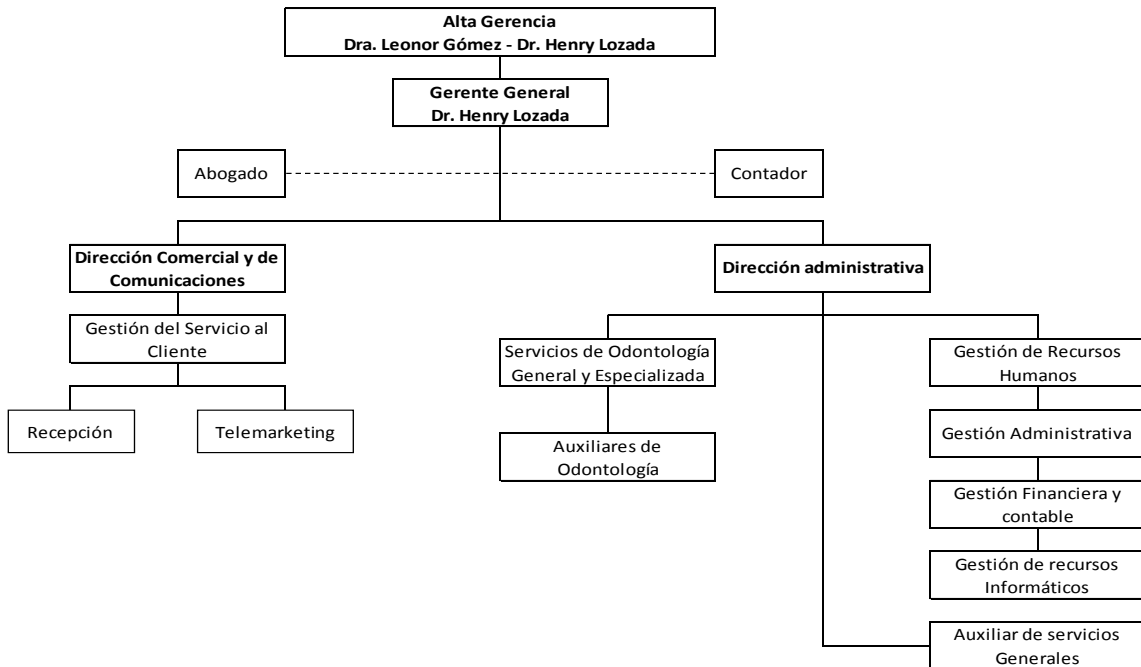 Alta Gerencia
Dra. Leonor Gómez - Dr. Henry Lozada
Gerente General
Dr. Henry Lozada
Abogado
Contador
Dirección Comercial y de
Comunicaciones
Dirección administrativa
Gestión del Servicio al
Cliente
Servicios de Odontología
General y Especializada
Gestión de Recursos
Humanos
Recepción
Telemarketing
Auxiliares de
Odontología
Gestión Administrativa
Gestión Financiera y
contable
Gestión de recursos
Informáticos
Auxiliar de servicios
Generales